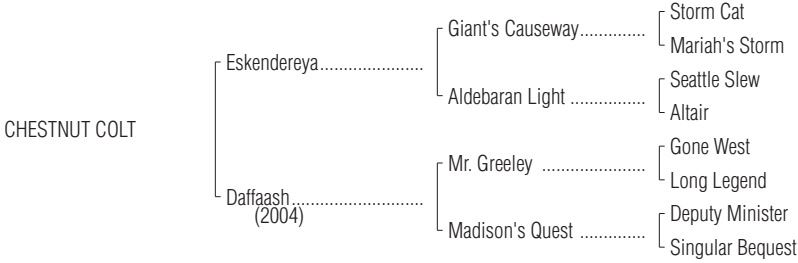 Storm Cat
Giant's Causeway..............
Mariah's Storm
Eskendereya......................
Seattle Slew
Aldebaran Light ................
Altair
CHESTNUT COLT
Gone West
Mr. Greeley ......................
Long Legend
Daffaash............................
(2004)
Deputy Minister
Madison's Quest ..............
Singular Bequest